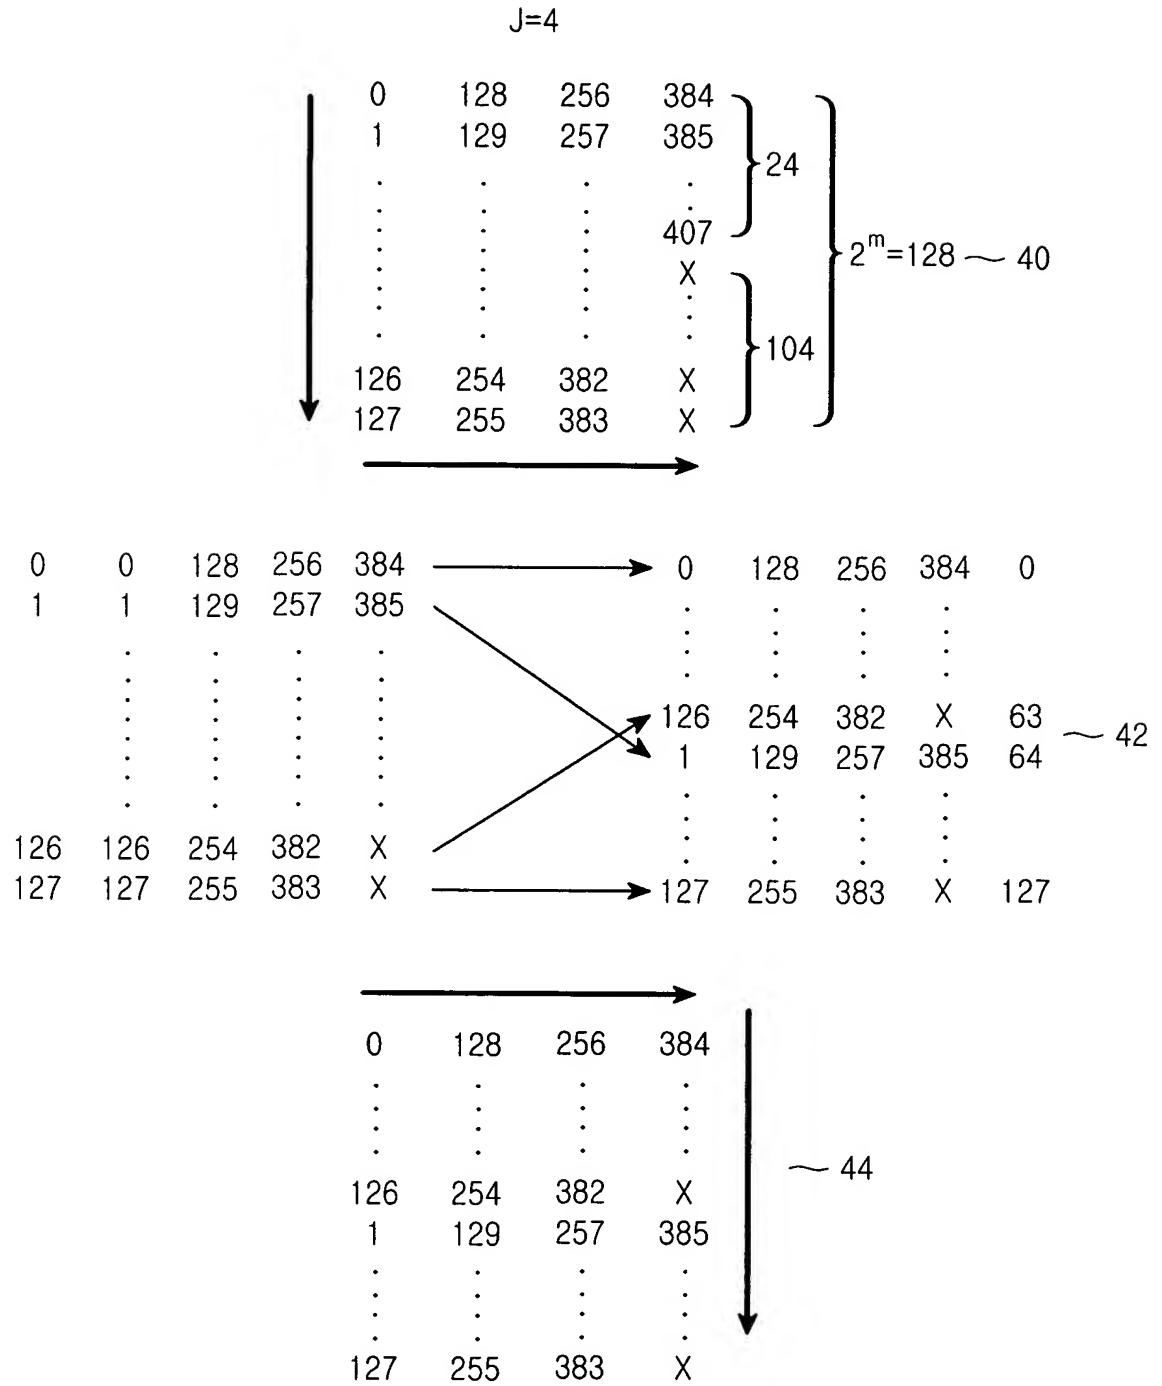 J=4
0 128 256 384
1 129 257 385
24
407
2^m=128 40
X
104
126 254 382 X
127 255 383 X
0 0 128 256 384 0 128 256 384 0
1 1 129 257 385
126 254 382 X 63
42
1 129 257 385 64
126 126 254 382 X
127 127 255 383 X 127 255 383 X 127
0 128 256 384
44
126 254 382 X
1 129 257 385
127 255 383 X